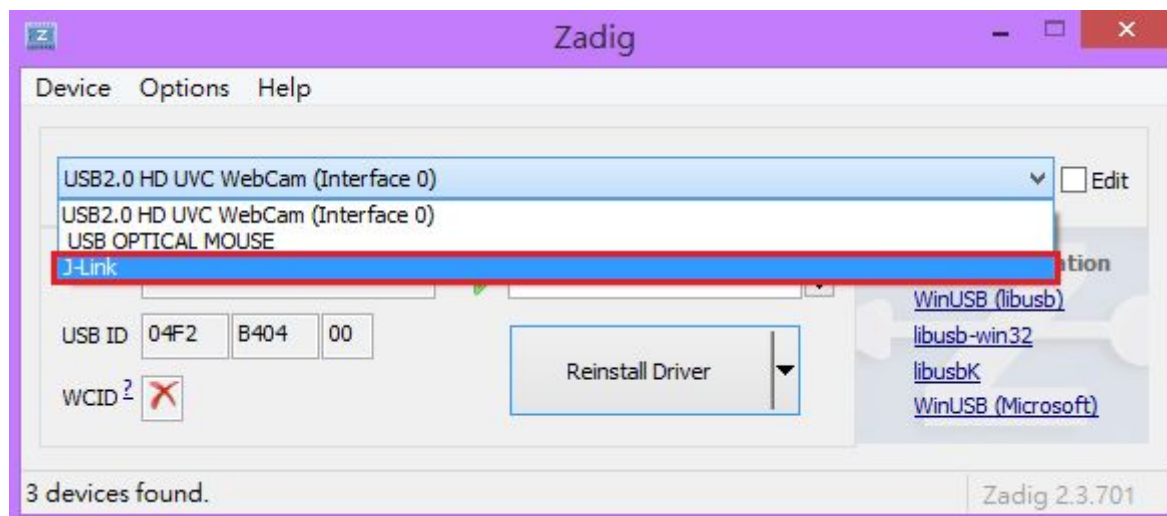 Zadig
Device Options Help
USB2.0 HD UVC WebCam (Interface 0)
Edit
USB2.0 HD UVC WebCam (Interface 0)
USB OPTICAL MOUSE
J-Link
ation
WinUSB (libusb)
USB ID 04F2 B404 00
libusb-win32
Reinstall Driver
libusbK
WCID ?
WinUSB (Microsoft)
3 devices found.
Zadig 2.3.701